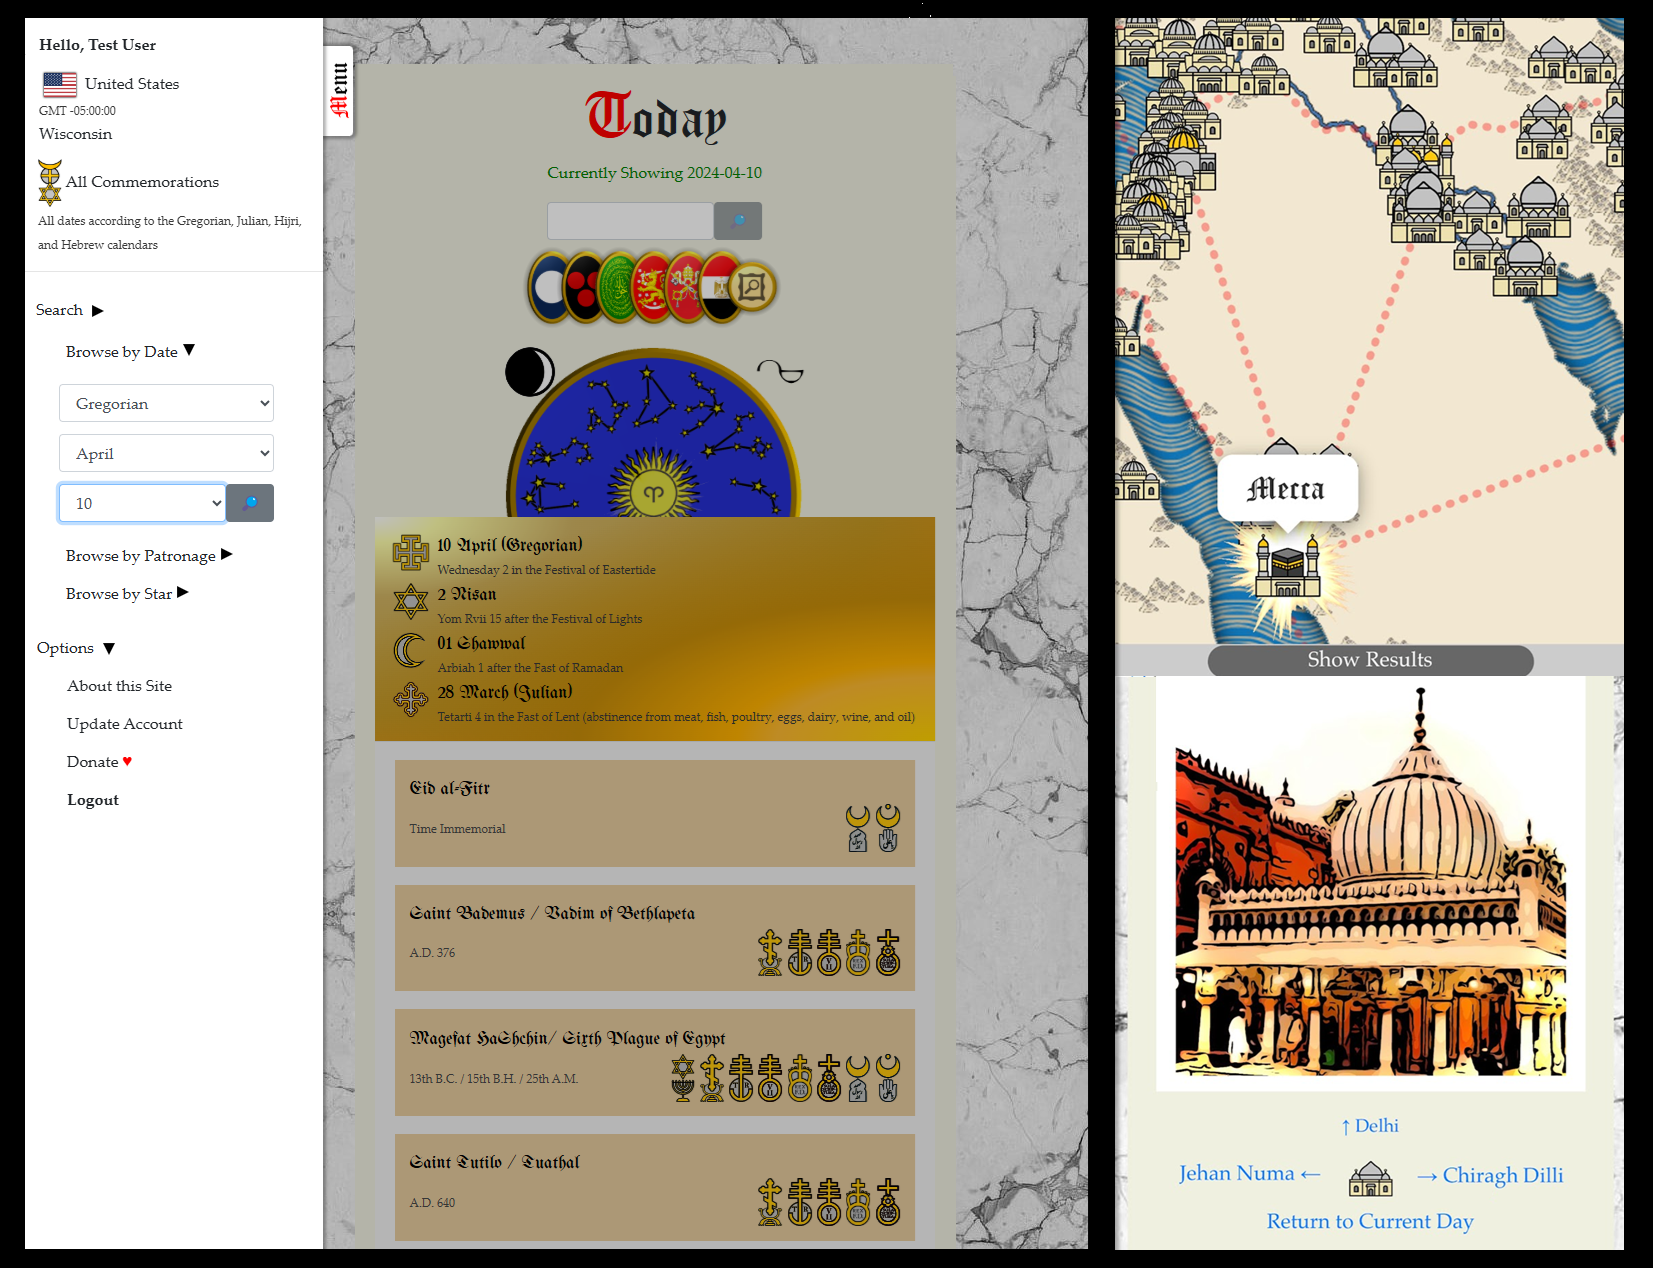 Hello, Test User
United States
GMT -05:00:00
Wisconsin
All Commemorations
All dates according to the Gregorian, Julian, Hijri,
and Hebrew calendars
Search ▶
Browse by Date ▼
Gregorian
April
10
Browse by Patronage ▶
Browse by Star ▶
Options ▼
About this Site
Update Account
Donate ♥
Logout
Menu
Today
Currently Showing 2024-04-10
10 April (Gregorian)
Wednesday 2 in the Festival of Eastertide
2 Nisan
Yom Rvii 15 after the Festival of Lights
01 Shawwal
Arbiah 1 after the Fast of Ramadan
28 March (Julian)
Tetarti 4 in the Fast of Lent (abstinence from meat, fish, poultry, eggs, dairy, wine, and oil)
Eid al-Fitr
Time Immemorial
Saint Bademus / Vadim of Bethlapeta
A.D. 376
Magefat HaShchin/ Sixth Plague of Egypt
13th B.C. / 15th B.H. / 25th A.M.
Saint Tutilo / Tuathal
A.D. 640
Mecca
Show Results
↑ Delhi
Jehan Numa ←
→ Chiragh Dilli
Return to Current Day